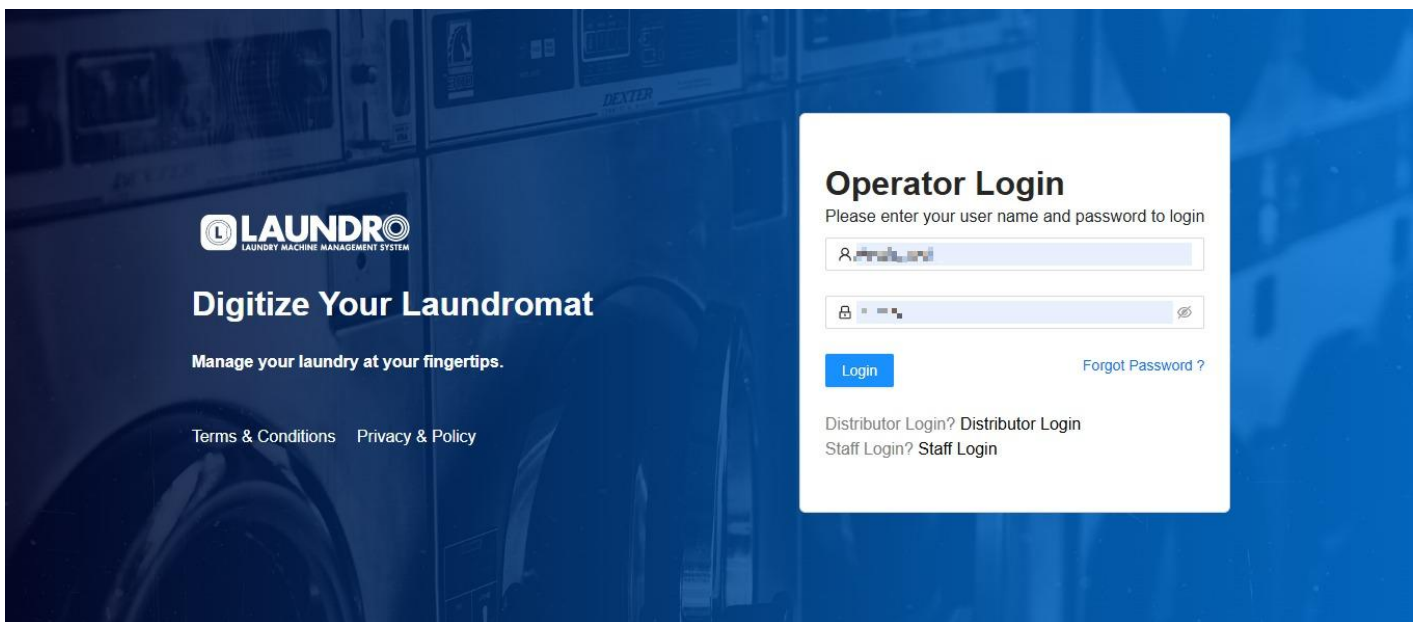 DEXTER
LAUNDRO
LAUNDRY MACHINE MANAGEMENT SYSTEM
Digitize Your Laundromat
Manage your laundry at your fingertips.
Terms & Conditions Privacy & Policy
Operator Login
Please enter your user name and password to login
Login
Forgot Password ?
Distributor Login? Distributor Login
Staff Login? Staff Login